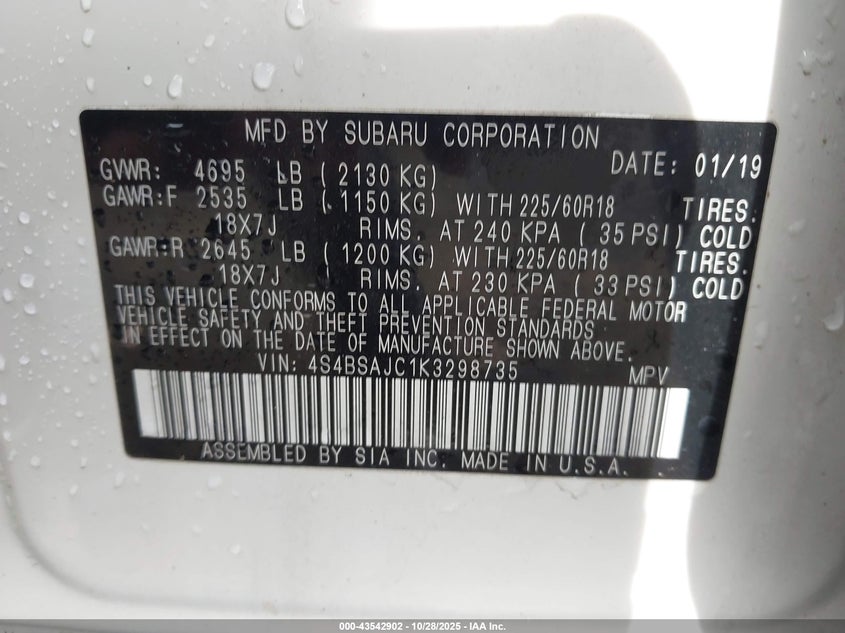 MFD BY SUBARU CORPORATION
DATE: 01/19
GVWR: 4695 LB ( 2130 KG)
GAWR:F 2535 LB ( 1150 KG) WITH 225/60R18 TIRES.
18X7J RIMS. AT 240 KPA ( 35 PSI) COLD
GAWR:R 2645 LB ( 1200 KG) WITH 225/60R18 TIRES.
18X7J RIMS. AT 230 KPA ( 33 PSI) COLD
THIS VEHICLE CONFORMS TO ALL APPLICABLE FEDERAL MOTOR
VEHICLE SAFETY AND THEFT PREVENTION STANDARDS
IN EFFECT ON THE DATE OF MANUFACTURE SHOWN ABOVE.
VIN: 4S4BSAJC1K3298735 MPV
ASSEMBLED BY SIA INC. MADE IN U.S.A.
000-43542902 - 10/28/2025 - IAA Inc.